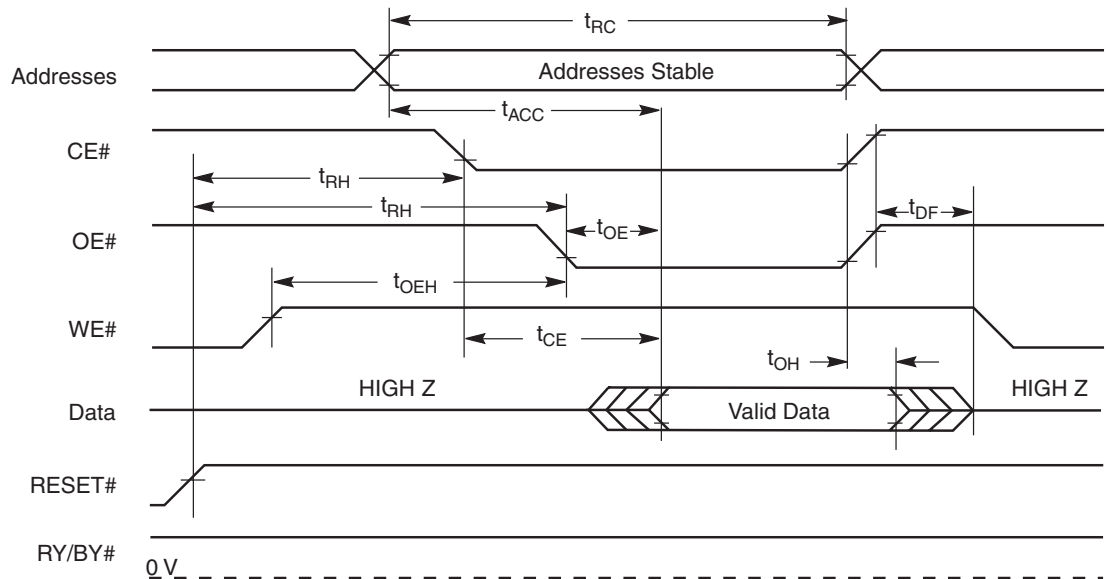 tRC
Addresses
Addresses Stable
tACC
CE#
tRH
tRH
tDF
OE#
tOE
tOEH
WE#
tCE
tOH
HIGH Z
HIGH Z
Data
Valid Data
RESET#
RY/BY#
0 V